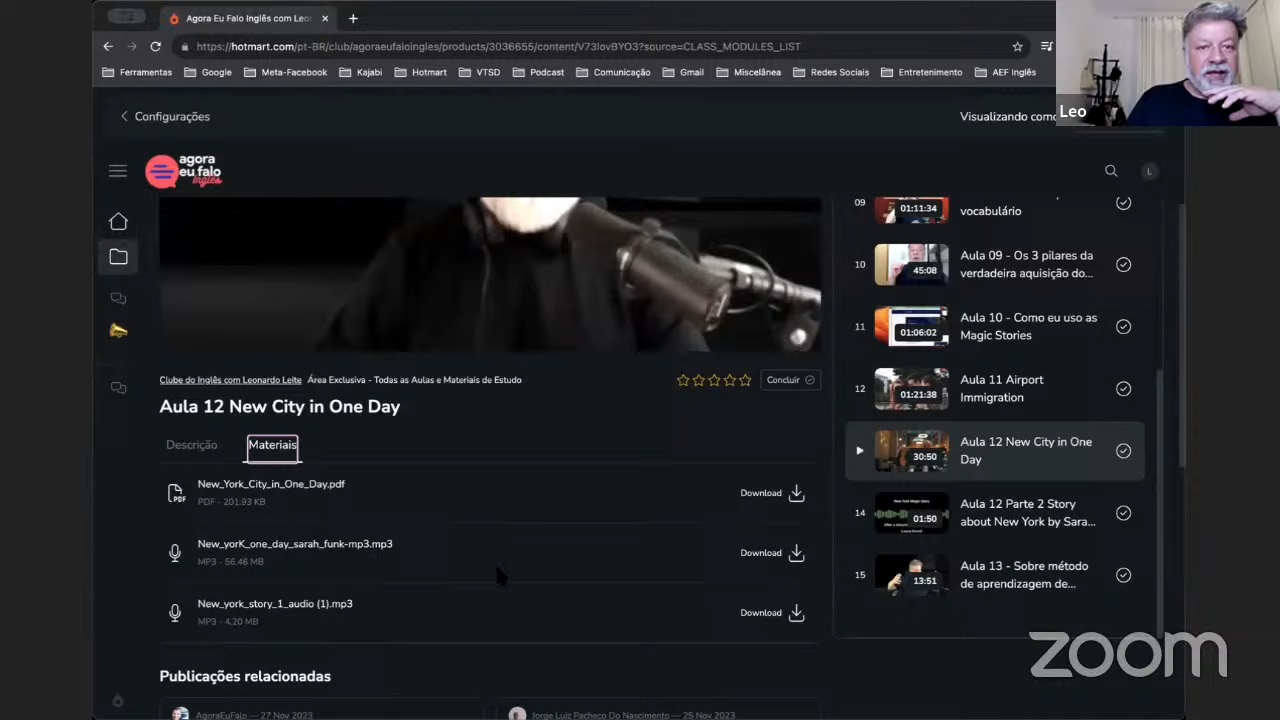 Agora Eu Falo Inglês com Leo
https://hotmart.com/pt-BR/club/agoraeufaloingles/products/3036655/content/V73lovBYO3?source=CLASS_MODULES_LIST
Ferramentas
Google
Meta-Facebook
Kajabi
Hotmart
VTSD
Podcast
Comunicação
Gmail
Miscelânea
Redes Sociais
Entretenimento
AEF Inglês
Leo
Configurações
Visualizando como
agora
eu falo
inglês
L
09
01:11:34
vocabulário
10
45:08
Aula 09 - Os 3 pilares da
verdadeira aquisição do...
11
01:06:02
Aula 10 - Como eu uso as
Magic Stories
12
01:21:38
Aula 11 Airport
Immigration
30:50
Aula 12 New City in One
Day
14
New York Magic Story
01:50
Aula 12 Parte 2 Story
about New York by Sara...
15
13:51
Aula 13 - Sobre método
de aprendizagem de...
Clube do Inglês com Leonardo Leite
Área Exclusiva - Todas as Aulas e Materiais de Estudo
Concluir
Aula 12 New City in One Day
Descrição
Materiais
PDF
New_York_City_in_One_Day.pdf
PDF - 201.93 KB
Download
New_yorK_one_day_sarah_funk-mp3.mp3
MP3 - 56.46 MB
Download
New_york_story_1_audio (1).mp3
MP3 - 4.20 MB
Download
Publicações relacionadas
AgoraEuFalo — 27 Nov 2023
Jorge Luiz Pacheco Do Nascimento — 25 Nov 2023
zoom